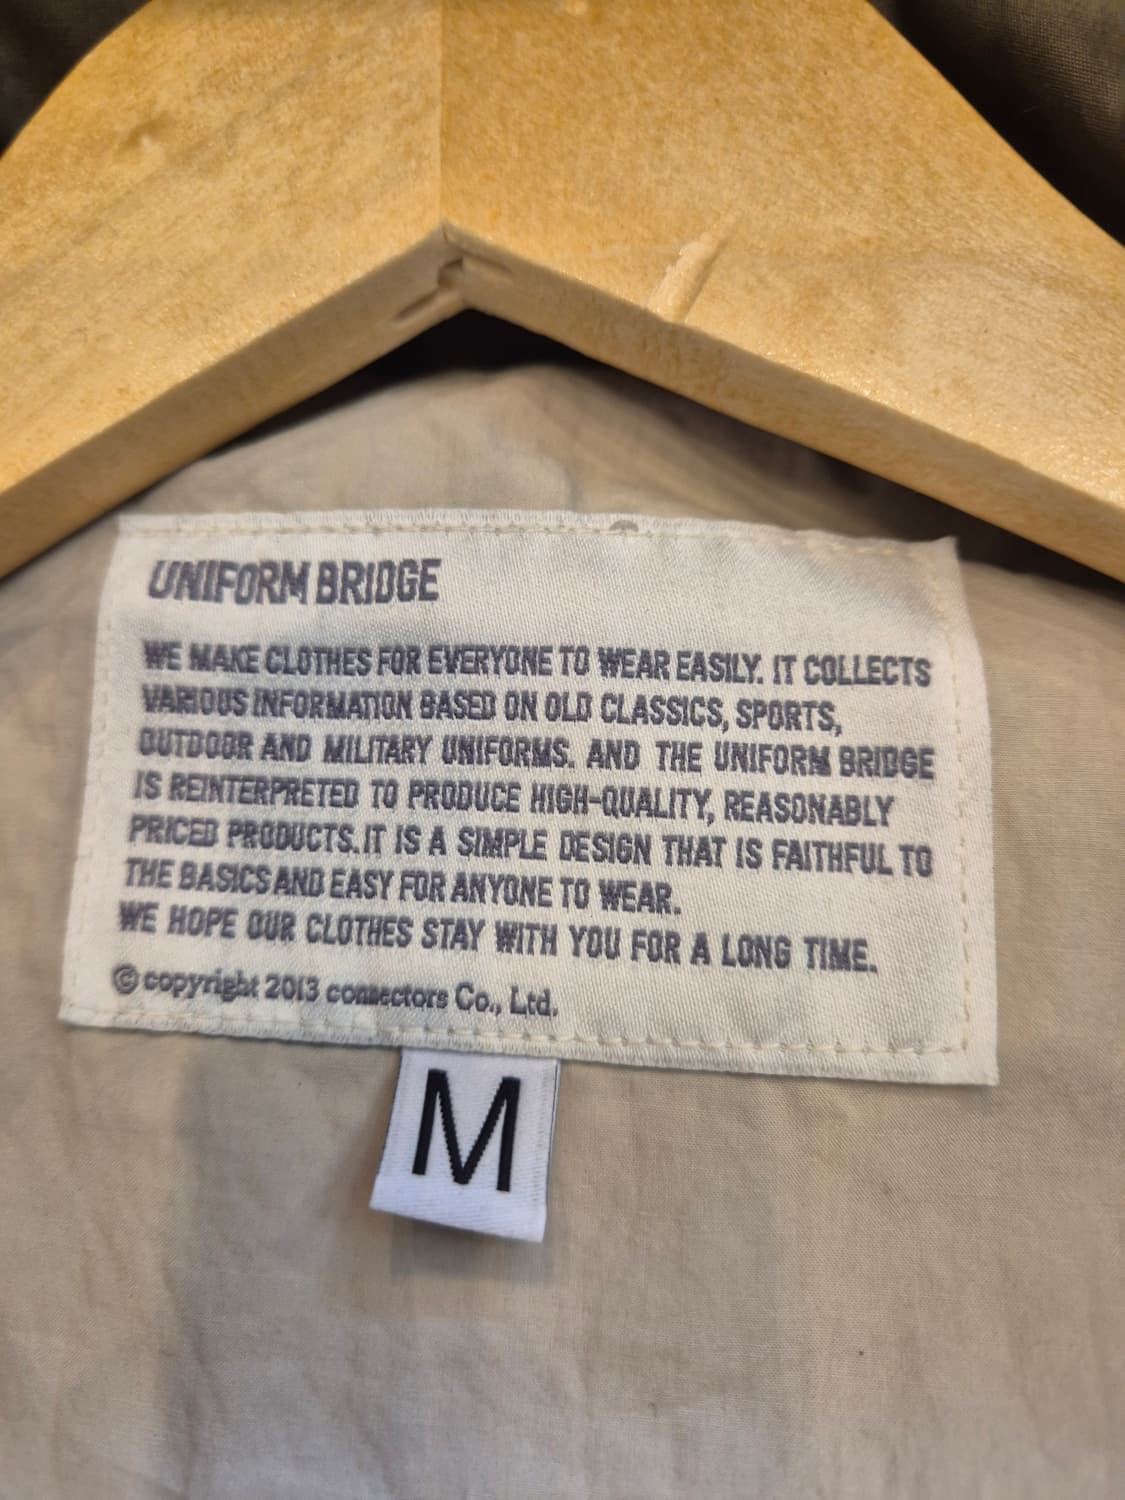 UNIFORM BRIDGE
WE MAKE CLOTHES FOR EVERYONE TO WEAR EASILY. IT COLLECTS
VARIOUS INFORMATION BASED ON OLD CLASSICS, SPORTS,
OUTDOOR AND MILITARY UNIFORMS. AND THE UNIFORM BRIDGE
IS REINTERPRETED TO PRODUCE HIGH-QUALITY, REASONABLY
PRICED PRODUCTS. IT IS A SIMPLE DESIGN THAT IS FAITHFUL TO
THE BASICS AND EASY FOR ANYONE TO WEAR.
WE HOPE OUR CLOTHES STAY WITH YOU FOR A LONG TIME.
© copyright 2013 connectors Co., Ltd.
M